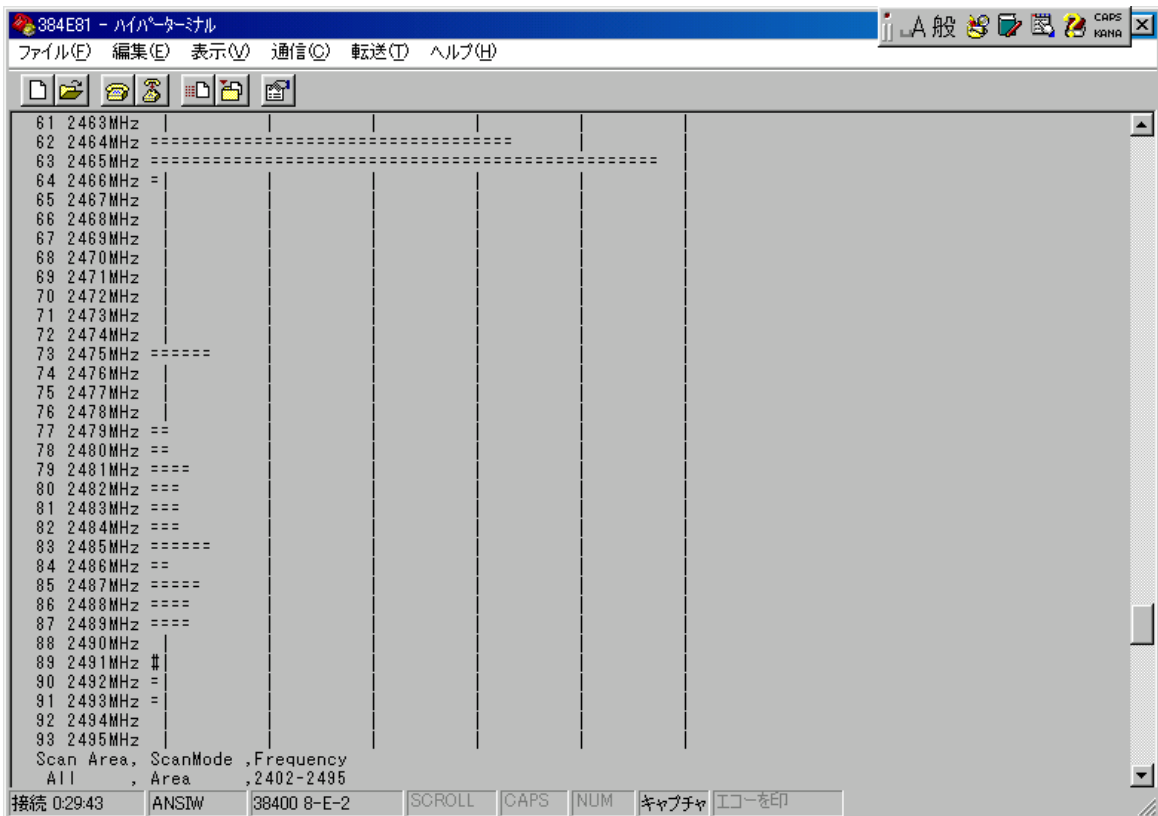 384E81 - ハイパーターミナル
A 般 CAPS KANA
ファイル(F) 編集(E) 表示(V) 通信(C) 転送(T) ヘルプ(H)
61 2463MHz | | | | | |
62 2464MHz =================================== | |
63 2465MHz ================================================= |
64 2466MHz =| | | | | |
65 2467MHz | | | | | |
66 2468MHz | | | | | |
67 2469MHz | | | | | |
68 2470MHz | | | | | |
69 2471MHz | | | | | |
70 2472MHz | | | | | |
71 2473MHz | | | | | |
72 2474MHz | | | | | |
73 2475MHz ====== | | | | |
74 2476MHz | | | | | |
75 2477MHz | | | | | |
76 2478MHz | | | | | |
77 2479MHz == | | | | |
78 2480MHz == | | | | |
79 2481MHz ==== | | | | |
80 2482MHz === | | | | |
81 2483MHz === | | | | |
82 2484MHz === | | | | |
83 2485MHz ====== | | | | |
84 2486MHz == | | | | |
85 2487MHz ===== | | | | |
86 2488MHz ==== | | | | |
87 2489MHz ==== | | | | |
88 2490MHz | | | | | |
89 2491MHz #| | | | | |
90 2492MHz =| | | | | |
91 2493MHz =| | | | | |
92 2494MHz | | | | | |
93 2495MHz | | | | | |
Scan Area, ScanMode ,Frequency
All , Area ,2402-2495
接続 0:29:43 ANSIW 38400 8-E-2 SCROLL CAPS NUM キャプチャ エコーを印